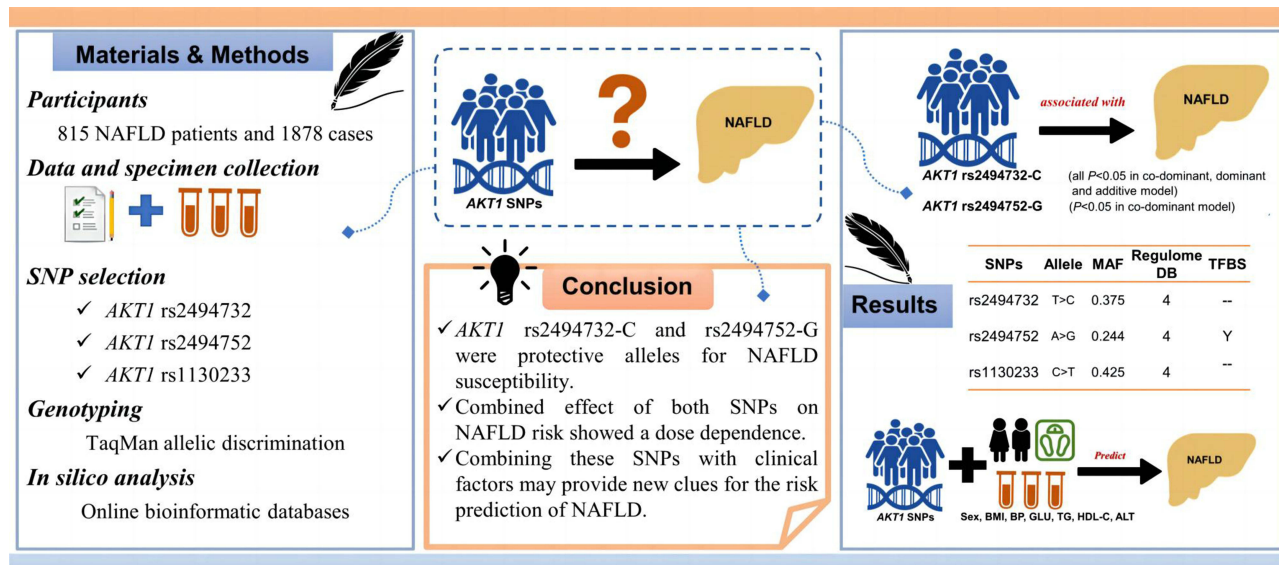 Materials & Methods
Participants
815 NAFLD patients and 1878 cases
Data and specimen collection
SNP selection
✓ AKT1 rs2494732
✓ AKT1 rs2494752
✓ AKT1 rs1130233
Genotyping
TaqMan allelic discrimination
In silico analysis
Online bioinformatic databases
?
NAFLD
AKT1 SNPs
Conclusion
✓ AKT1 rs2494732-C and rs2494752-G
were protective alleles for NAFLD
susceptibility.
✓ Combined effect of both SNPs on
NAFLD risk showed a dose dependence.
✓ Combining these SNPs with clinical
factors may provide new clues for the risk
prediction of NAFLD.
associated with
NAFLD
AKT1 rs2494732-C (all P<0.05 in co-dominant, dominant
and additive model)
AKT1 rs2494752-G (P<0.05 in co-dominant model)
Results
SNPs Allele MAF Regulome DB TFBS
rs2494732 T>C 0.375 4 --
rs2494752 A>G 0.244 4 Y
rs1130233 C>T 0.425 4 --
Predict
NAFLD
AKT1 SNPs
Sex, BMI, BP, GLU, TG, HDL-C, ALT